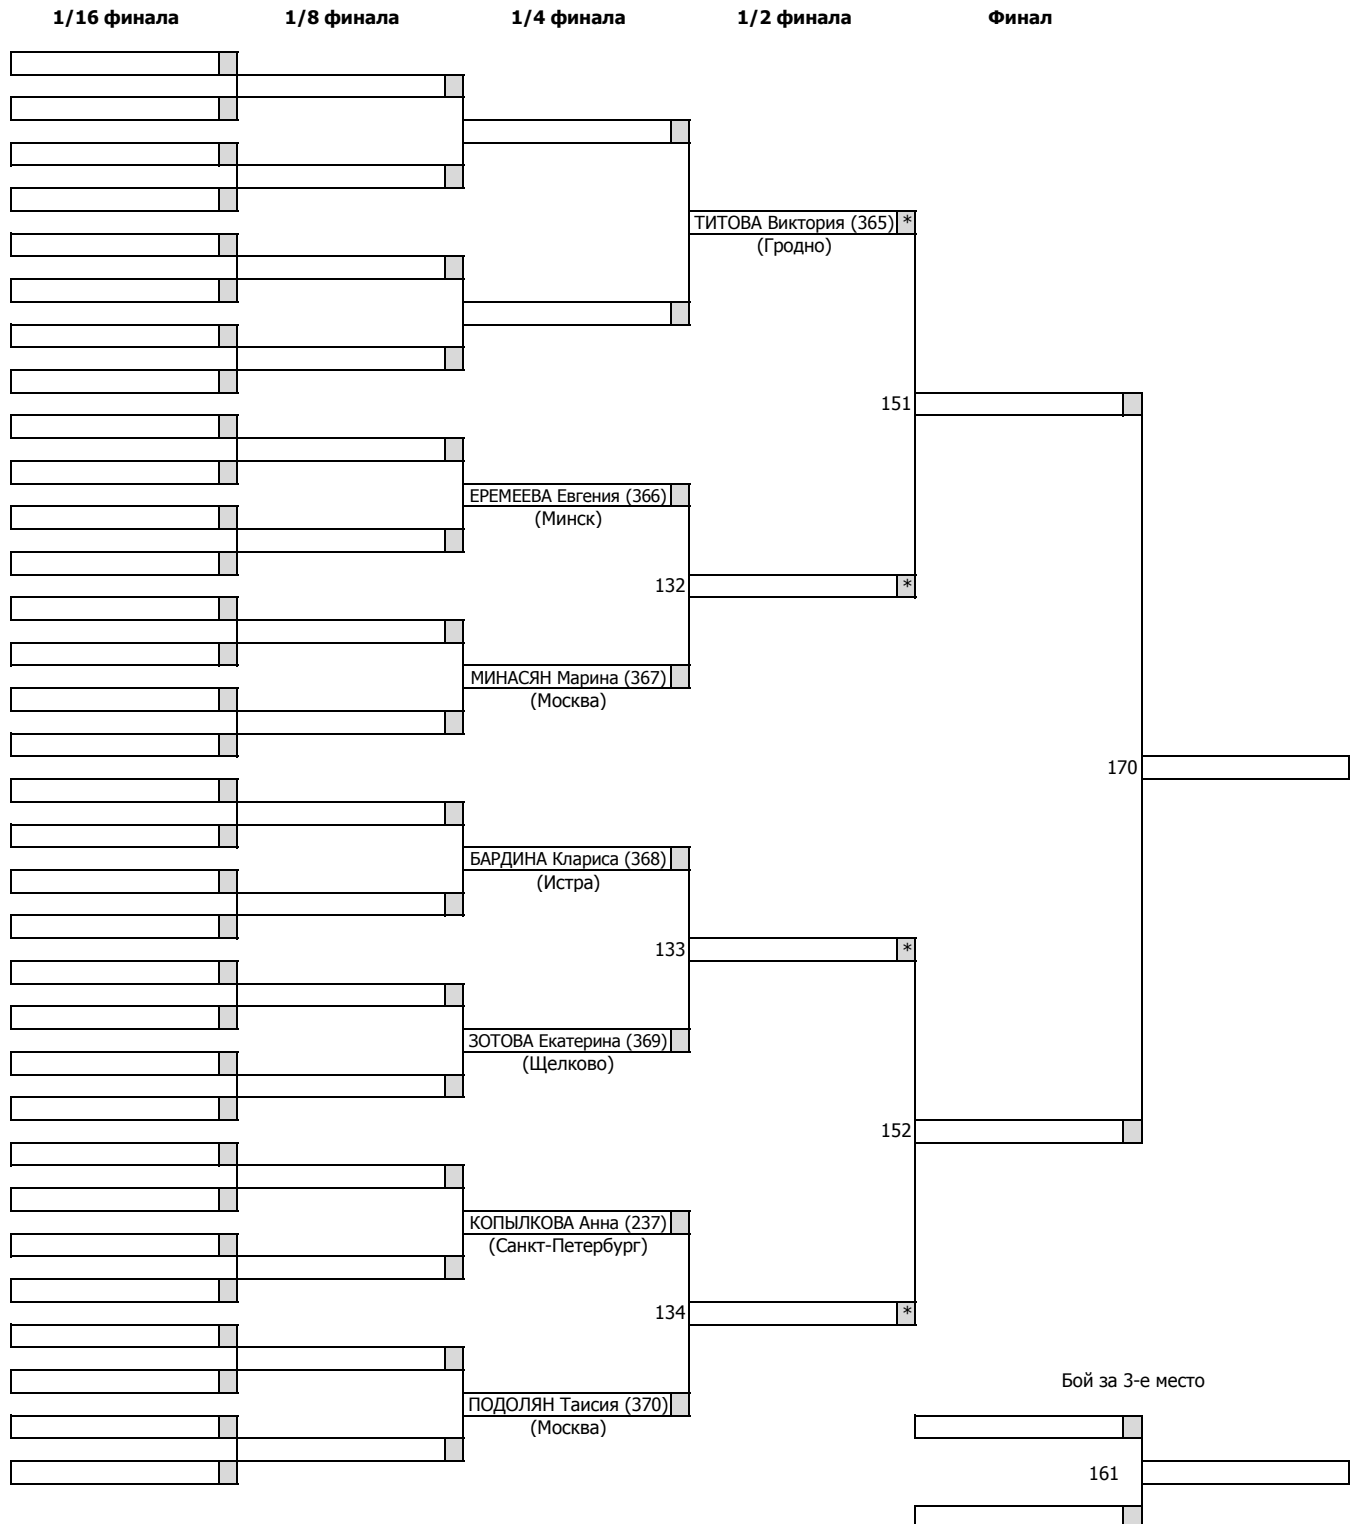 1/16 финала 1/8 финала 1/4 финала 1/2 финала Финал
ТИТОВА Виктория (365) *
(Гродно)
151
ЕРЕМЕЕВА Евгения (366)
(Минск)
132
*
МИНАСЯН Марина (367)
(Москва)
170
БАРДИНА Клариса (368)
(Истра)
133
*
ЗОТОВА Екатерина (369)
(Щелково)
152
КОПЫЛКОВА Анна (237)
(Санкт-Петербург)
134
*
Бой за 3-е место
ПОДОЛЯН Таисия (370)
(Москва)
161